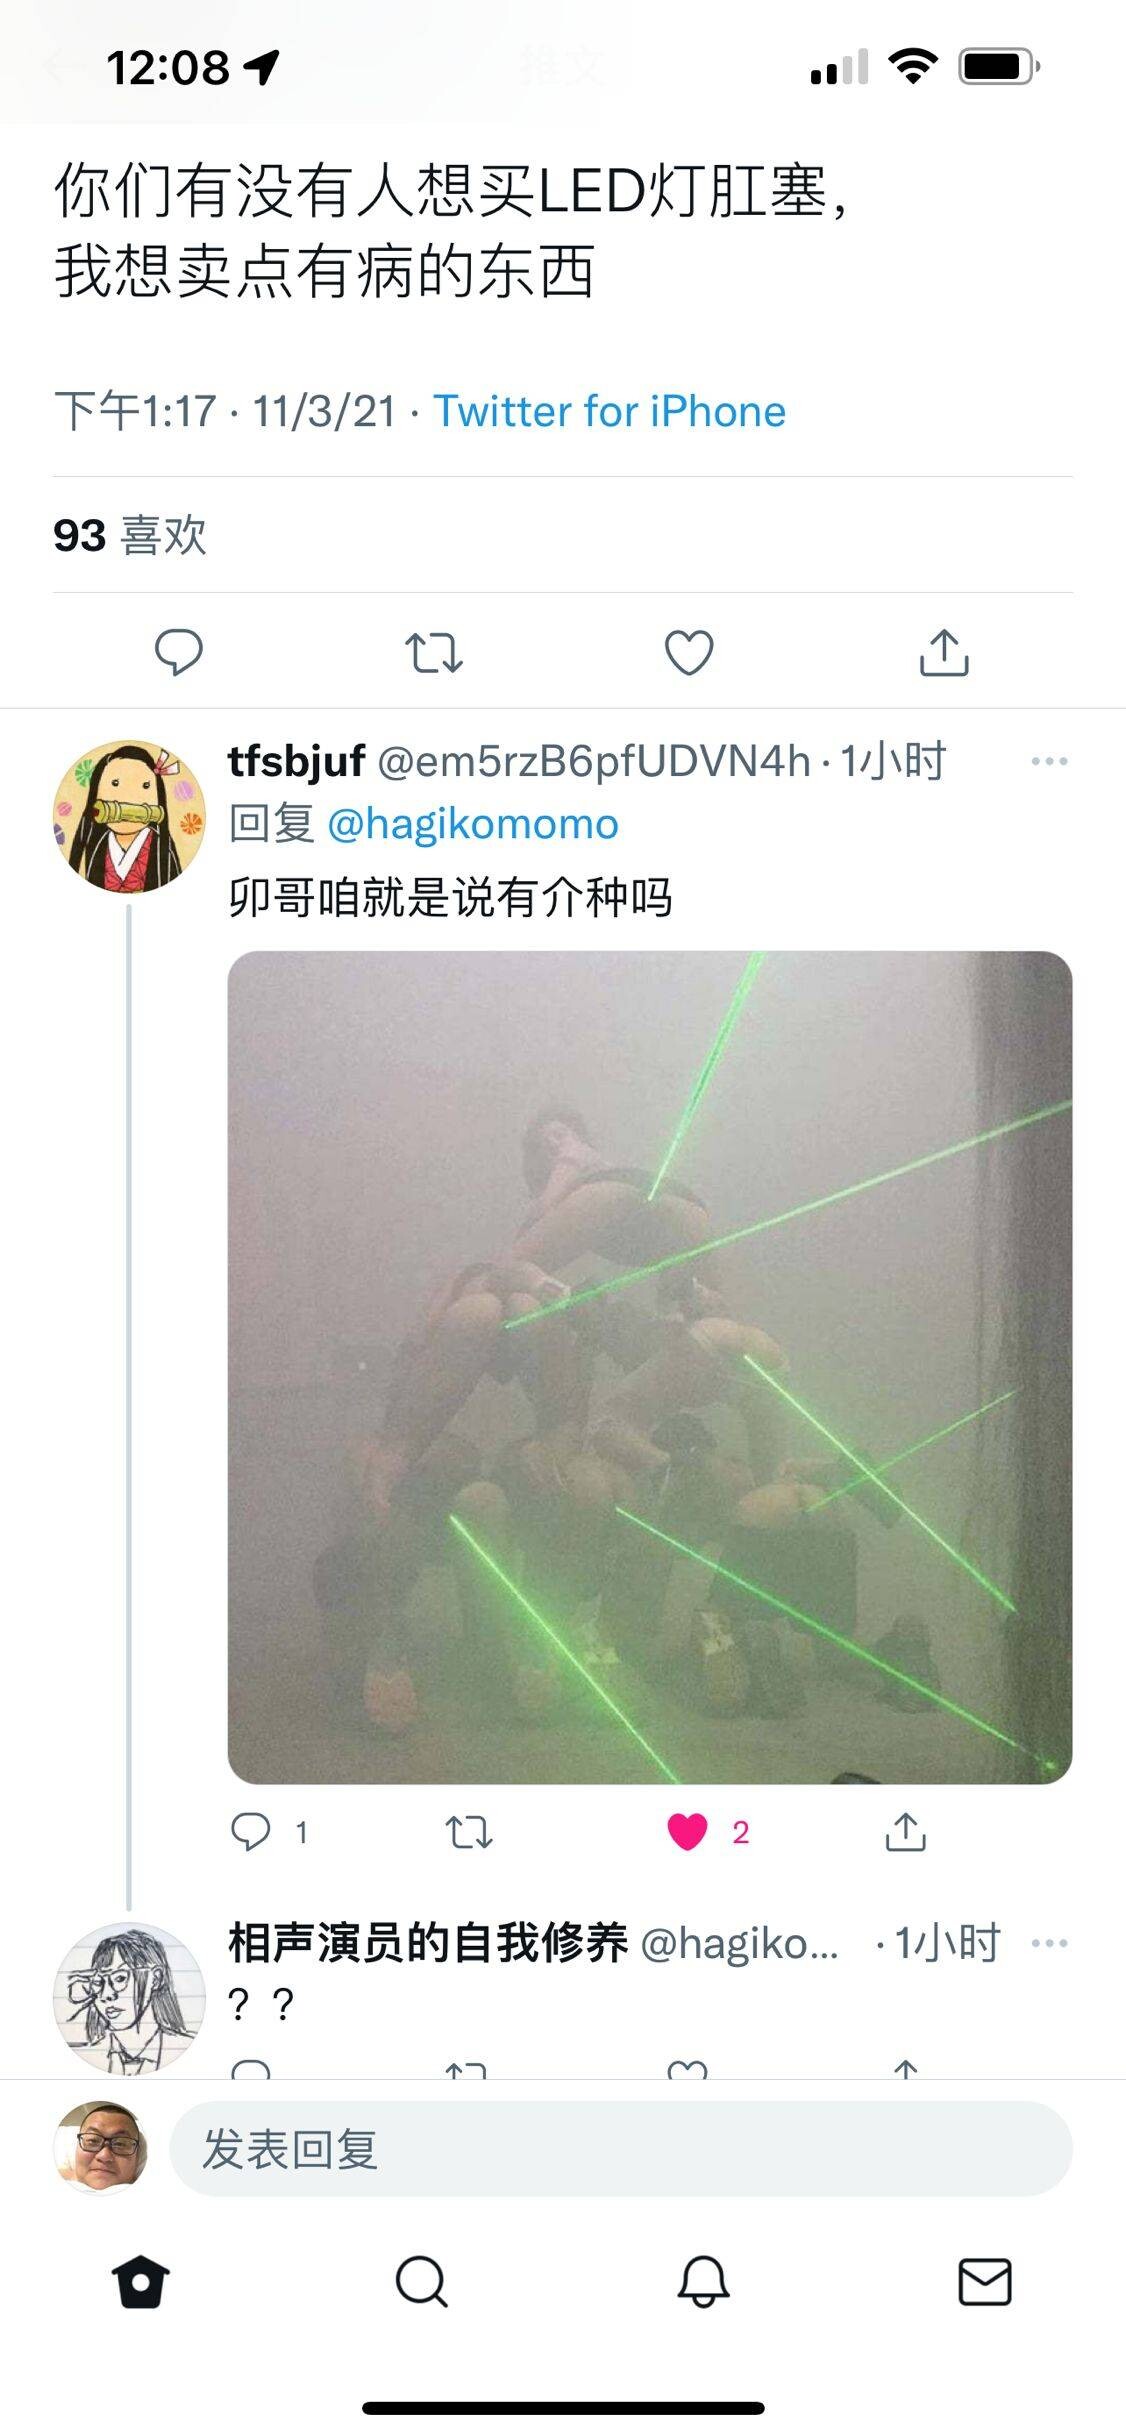 12:08
推文
你们有没有人想买LED灯肛塞，
我想卖点有病的东西
下午1:17 · 11/3/21 · Twitter for iPhone
93 喜欢
tfsbjuf @em5rzB6pfUDVN4h · 1小时
回复 @hagikomomo
卯哥咱就是说有介种吗
1
2
相声演员的自我修养 @hagiko... · 1小时
？？
发表回复